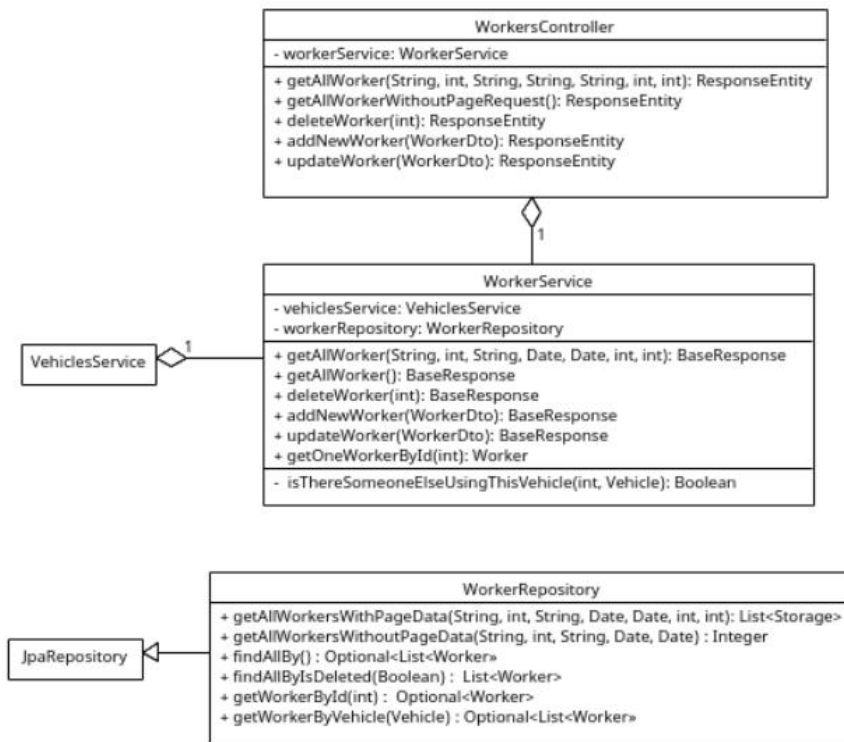 WorkersController
- workerService: WorkerService
+ getAllWorker(String, int, String, String, String, int, int): ResponseEntity
+ getAllWorkerWithoutPageRequest(): ResponseEntity
+ deleteWorker(int): ResponseEntity
+ addNewWorker(WorkerDto): ResponseEntity
+ updateWorker(WorkerDto): ResponseEntity
1
WorkerService
- vehiclesService: VehiclesService
- workerRepository: WorkerRepository
1
VehiclesService
+ getAllWorker(String, int, String, Date, Date, int, int): BaseResponse
+ getAllWorker(): BaseResponse
+ deleteWorker(int): BaseResponse
+ addNewWorker(WorkerDto): BaseResponse
+ updateWorker(WorkerDto): BaseResponse
+ getOneWorkerById(int): Worker
- isThereSomeoneElseUsingThisVehicle(int, Vehicle): Boolean
WorkerRepository
+ getAllWorkersWithPageData(String, int, String, Date, Date, int, int): List<Storage>
+ getAllWorkersWithoutPageData(String, int, String, Date, Date) : Integer
+ findAllBy() : Optional<List<Worker»
+ findAllByIsDeleted(Boolean) : List<Worker>
+ getWorkerById(int) : Optional<Worker>
+ getWorkerByVehicle(Vehicle) : Optional<List<Worker»
JpaRepository